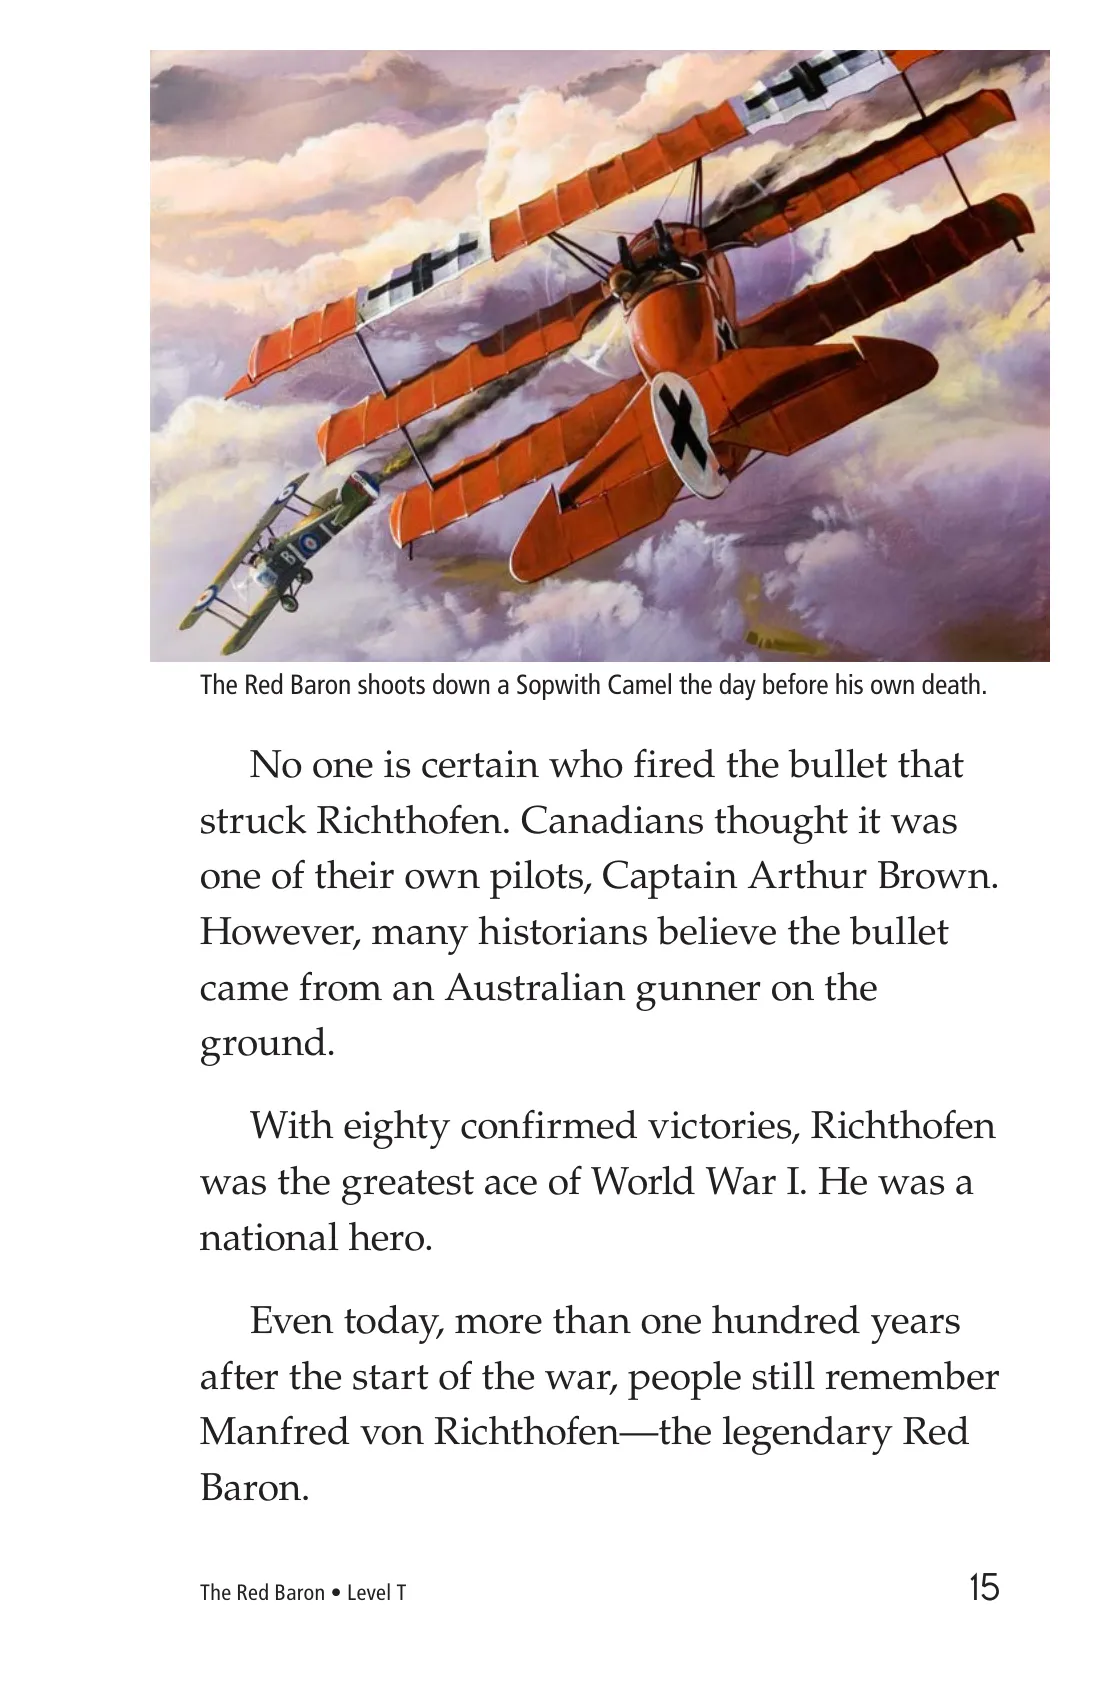 The Red Baron shoots down a Sopwith Camel the day before his own death.
No one is certain who fired the bullet that
struck Richthofen. Canadians thought it was
one of their own pilots, Captain Arthur Brown.
However, many historians believe the bullet
came from an Australian gunner on the
ground.
With eighty confirmed victories, Richthofen
was the greatest ace of World War I. He was a
national hero.
Even today, more than one hundred years
after the start of the war, people still remember
Manfred von Richthofen—the legendary Red
Baron.
The Red Baron • Level T
15